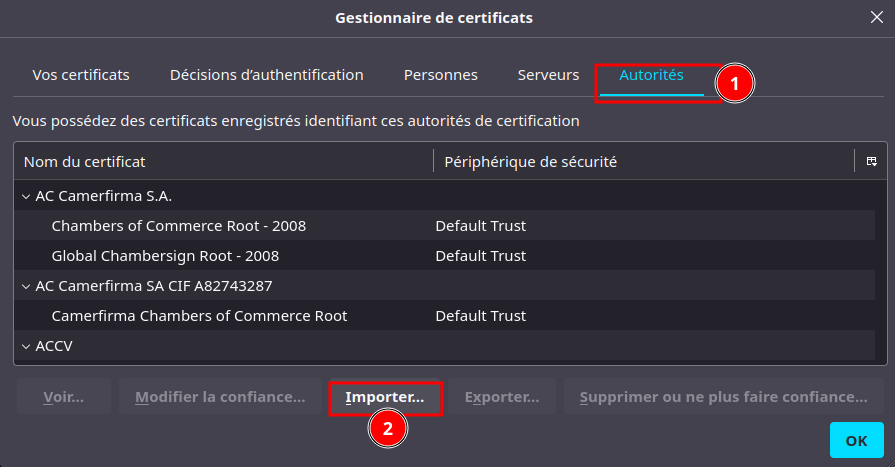 Gestionnaire de certificats
Vos certificats Décisions d’authentification Personnes Serveurs Autorités 1
Vous possédez des certificats enregistrés identifiant ces autorités de certification
Nom du certificat Périphérique de sécurité
AC Camerfirma S.A.
Chambers of Commerce Root - 2008 Default Trust
Global Chambersign Root - 2008 Default Trust
AC Camerfirma SA CIF A82743287
Camerfirma Chambers of Commerce Root Default Trust
ACCV
Voir... Modifier la confiance... Importer... Exporter... Supprimer ou ne plus faire confiance...
2
OK